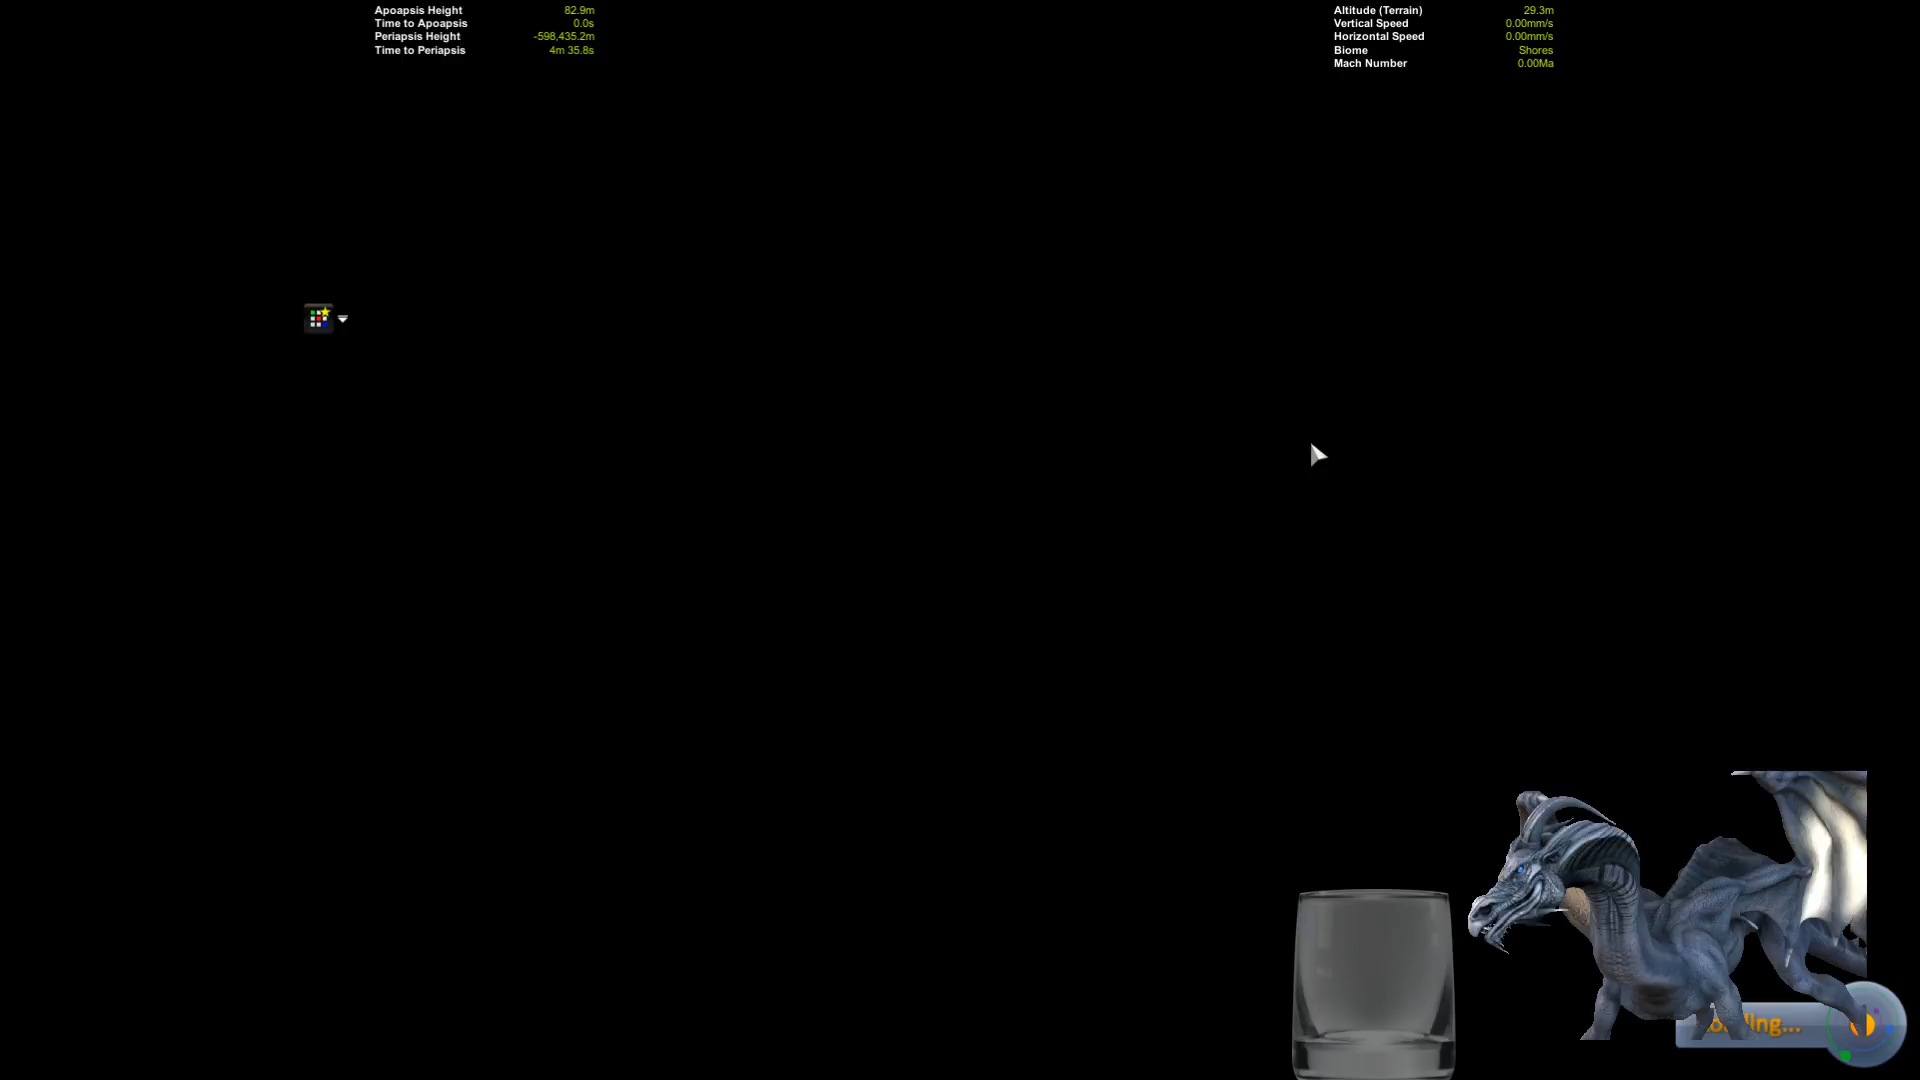 Apoapsis Height 82.9m
Time to Apoapsis 0.0s
Periapsis Height -598,435.2m
Time to Periapsis 4m 35.8s
Altitude (Terrain) 29.3m
Vertical Speed 0.00mm/s
Horizontal Speed 0.00mm/s
Biome Shores
Mach Number 0.00Ma